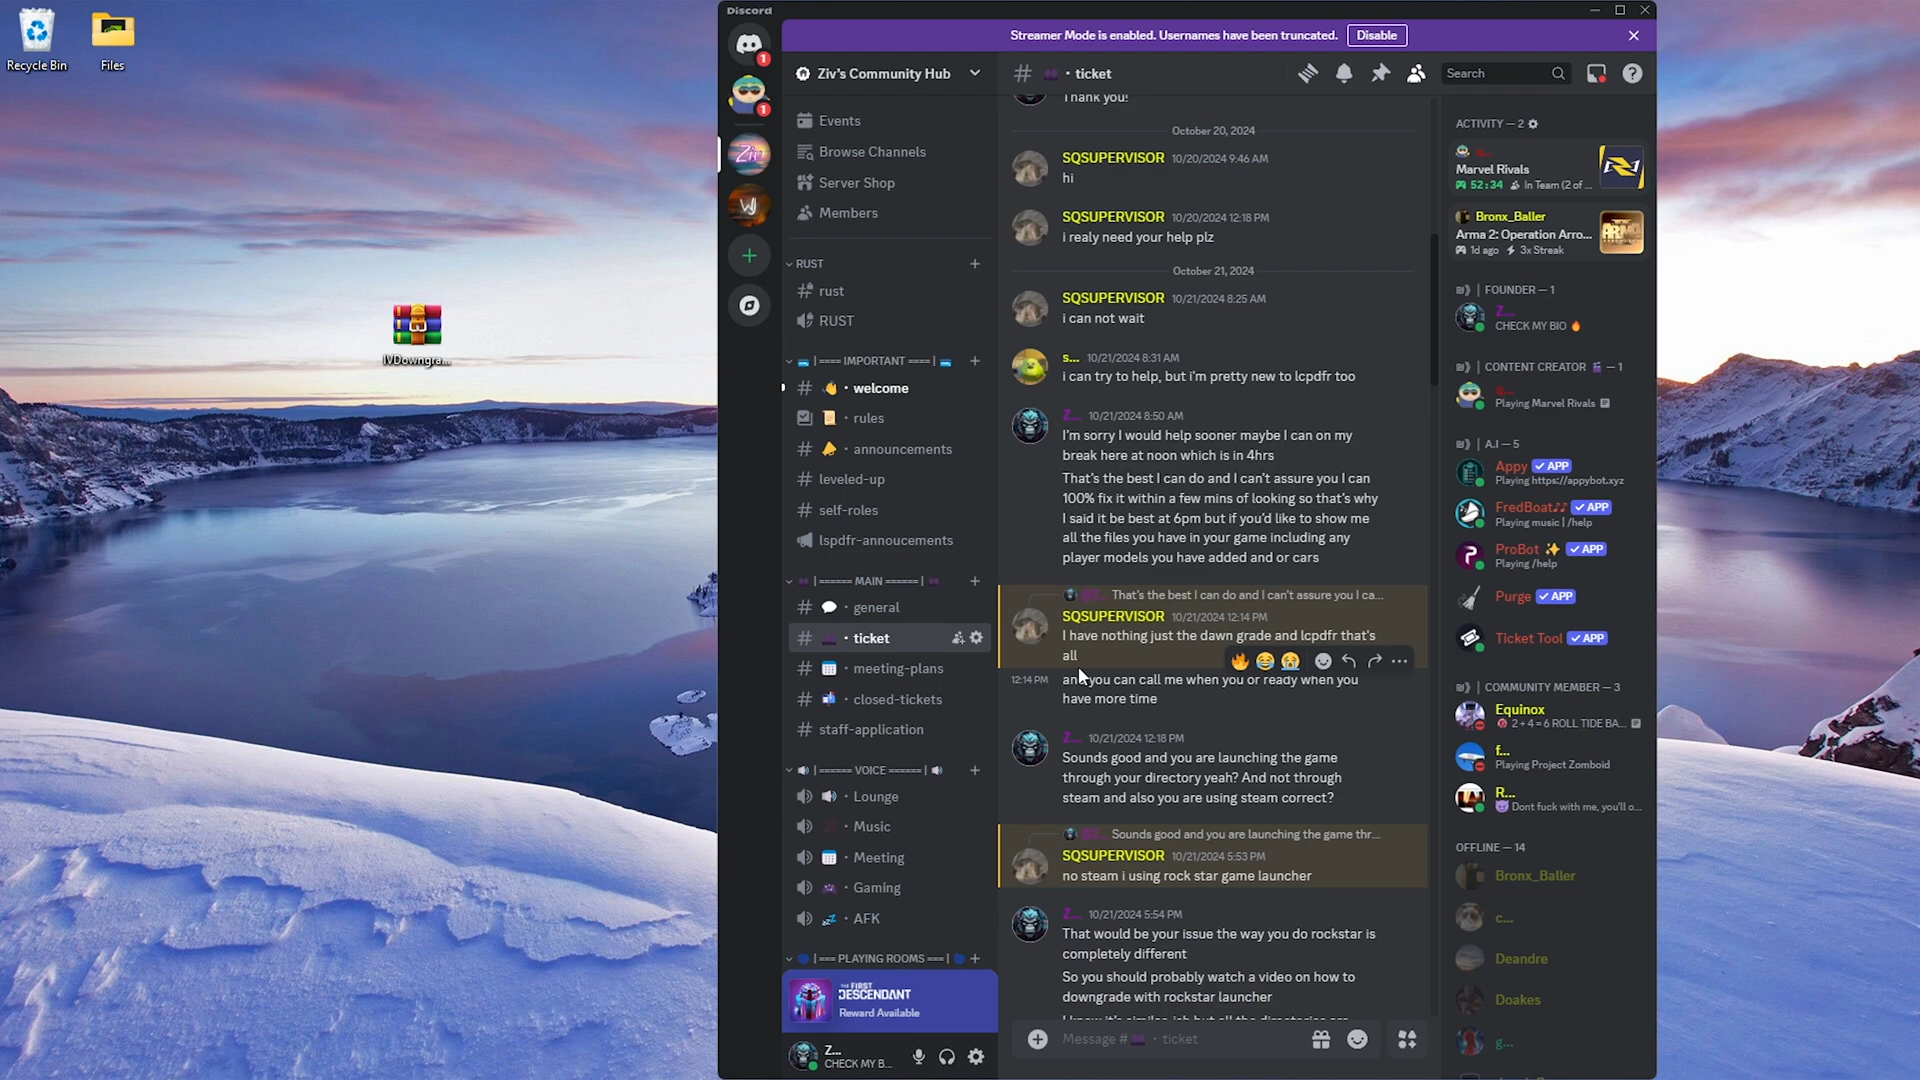 Recycle Bin
Files
IVDowngra...
Discord
Streamer Mode is enabled. Usernames have been truncated.
Disable
Ziv's Community Hub
• ticket
Search
Events
Browse Channels
Server Shop
Members
RUST
rust
RUST
|==== IMPORTANT ====|
• welcome
• rules
• announcements
leveled-up
self-roles
lspdfr-annoucements
|====== MAIN ======|
• general
• ticket
• meeting-plans
• closed-tickets
staff-application
|====== VOICE ======|
• Lounge
• Music
• Meeting
• Gaming
• AFK
|=== PLAYING ROOMS ===|
THE FIRST
DESCENDANT
Reward Available
Z...
CHECK MY B...
Thank you!
October 20, 2024
SQSUPERVISOR 10/20/2024 9:46 AM
hi
SQSUPERVISOR 10/20/2024 12:18 PM
i realy need your help plz
October 21, 2024
SQSUPERVISOR 10/21/2024 8:25 AM
i can not wait
s... 10/21/2024 8:31 AM
i can try to help, but i'm pretty new to lcpdfr too
Z... 10/21/2024 8:50 AM
I'm sorry I would help sooner maybe I can on my
break here at noon which is in 4hrs
That's the best I can do and I can't assure you I can
100% fix it within a few mins of looking so that's why
I said it be best at 6pm but if you'd like to show me
all the files you have in your game including any
player models you have added and or cars
That's the best I can do and I can't assure you I ca...
SQSUPERVISOR 10/21/2024 12:14 PM
I have nothing just the dawn grade and lcpdfr that's
all
12:14 PM
and you can call me when you or ready when you
have more time
Z... 10/21/2024 12:18 PM
Sounds good and you are launching the game
through your directory yeah? And not through
steam and also you are using steam correct?
Sounds good and you are launching the game thr...
SQSUPERVISOR 10/21/2024 5:53 PM
no steam i using rock star game launcher
Z... 10/21/2024 5:54 PM
That would be your issue the way you do rockstar is
completely different
So you should probably watch a video on how to
downgrade with rockstar launcher
Message # • ticket
ACTIVITY — 2
Marvel Rivals
52:34 In Team (2 of ...
Bronx_Baller
Arma 2: Operation Arro...
1d ago 3x Streak
| FOUNDER — 1
Z...
CHECK MY BIO
| CONTENT CREATOR — 1
Playing Marvel Rivals
| A.I — 5
Appy APP
Playing https://appybot.xyz
FredBoat♪♪ APP
Playing music | /help
ProBot ✨ APP
Playing /help
Purge APP
Ticket Tool APP
| COMMUNITY MEMBER — 3
Equinox
2 + 4 = 6 ROLL TIDE BA...
f...
Playing Project Zomboid
R...
Dont fuck with me, you'll o...
OFFLINE — 14
Bronx_Baller
c...
Deandre
Doakes
g...